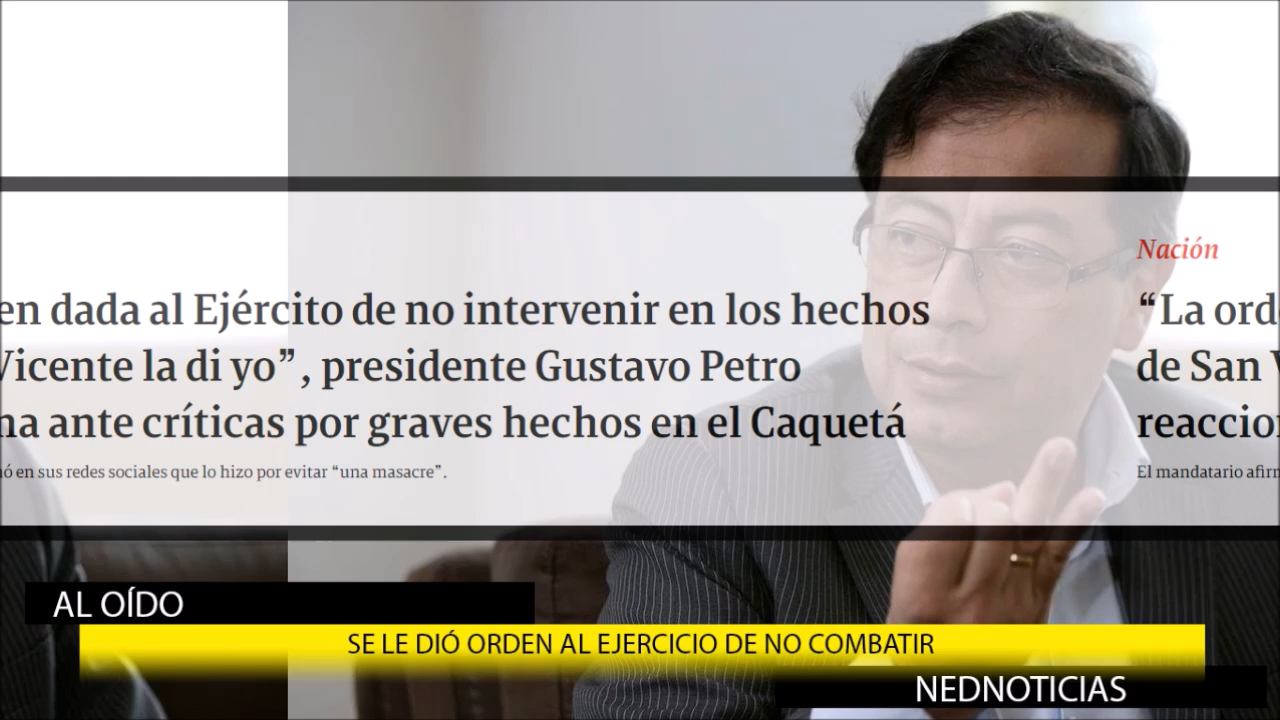 Nación
en dada al Ejército de no intervenir en los hechos
Vicente la di yo”, presidente Gustavo Petro
na ante críticas por graves hechos en el Caquetá
ó en sus redes sociales que lo hizo por evitar “una masacre”.
“La ord
de San V
reaccion
El mandatario afirm
AL OÍDO
SE LE DIÓ ORDEN AL EJERCICIO DE NO COMBATIR
NEDNOTICIAS